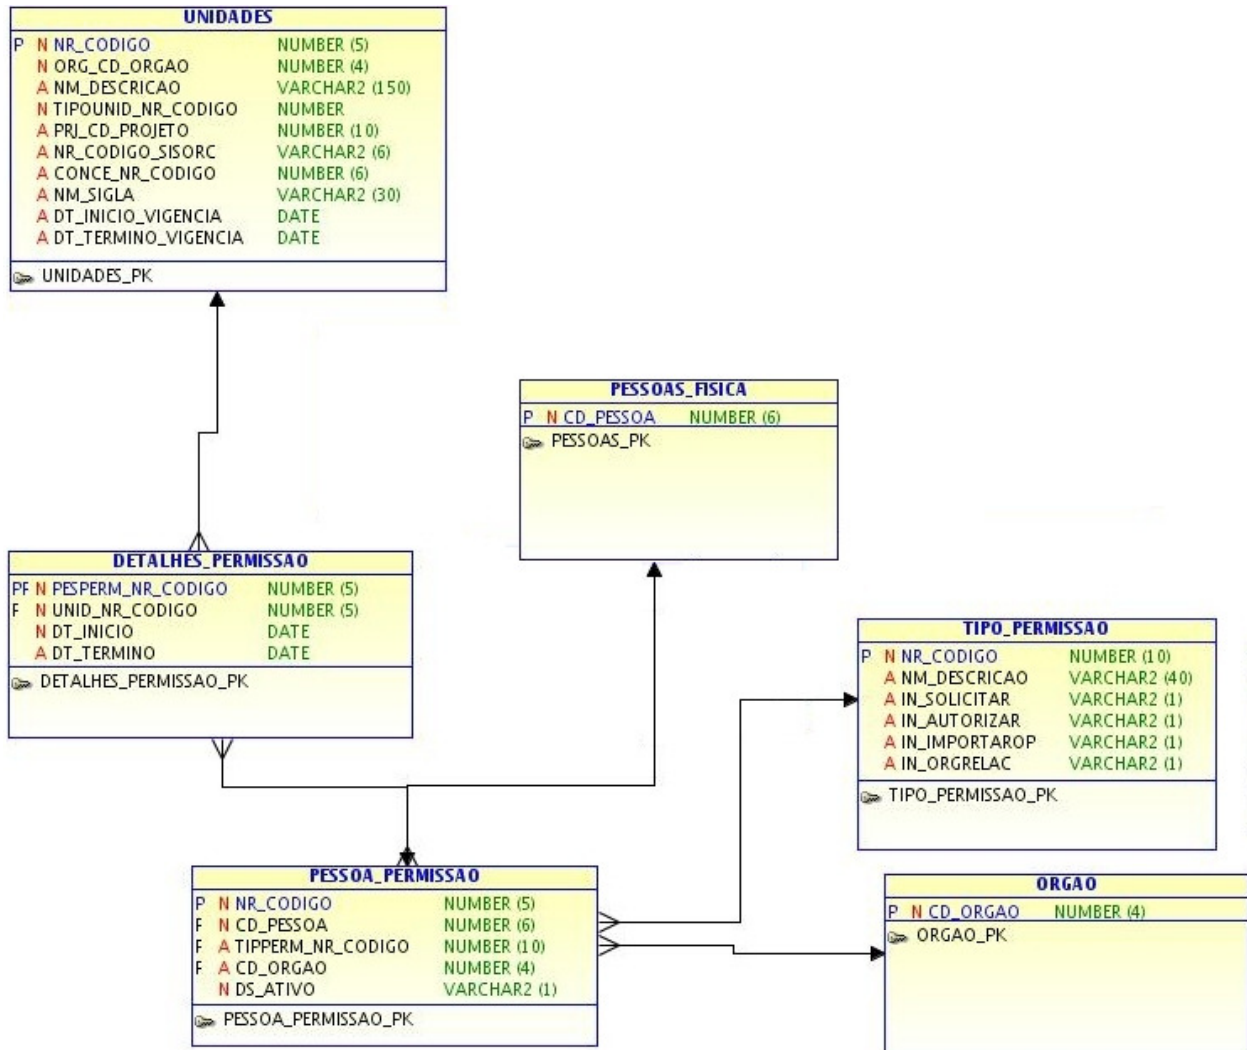 UNIDADES
P N NR_CODIGO NUMBER (5)
N ORG_CD_ORGAO NUMBER (4)
A NM_DESCRICAO VARCHAR2 (150)
N TIPOUNID_NR_CODIGO NUMBER
A PRJ_CD_PROJETO NUMBER (10)
A NR_CODIGO_SISORC VARCHAR2 (6)
A CONCE_NR_CODIGO NUMBER (6)
A NM_SIGLA VARCHAR2 (30)
A DT_INICIO_VIGENCIA DATE
A DT_TERMINO_VIGENCIA DATE
UNIDADES_PK
PESSOAS_FISICA
P N CD_PESSOA NUMBER (6)
PESSOAS_PK
DETALHES_PERMISSAO
PF N PESPERM_NR_CODIGO NUMBER (5)
F N UNID_NR_CODIGO NUMBER (5)
N DT_INICIO DATE
A DT_TERMINO DATE
DETALHES_PERMISSAO_PK
TIPO_PERMISSAO
P N NR_CODIGO NUMBER (10)
A NM_DESCRICAO VARCHAR2 (40)
A IN_SOLICITAR VARCHAR2 (1)
A IN_AUTORIZAR VARCHAR2 (1)
A IN_IMPORTAROP VARCHAR2 (1)
A IN_ORGRELAC VARCHAR2 (1)
TIPO_PERMISSAO_PK
PESSOA_PERMISSAO
P N NR_CODIGO NUMBER (5)
F N CD_PESSOA NUMBER (6)
F A TIPPERM_NR_CODIGO NUMBER (10)
F A CD_ORGAO NUMBER (4)
N DS_ATIVO VARCHAR2 (1)
PESSOA_PERMISSAO_PK
ORGAO
P N CD_ORGAO NUMBER (4)
ORGAO_PK